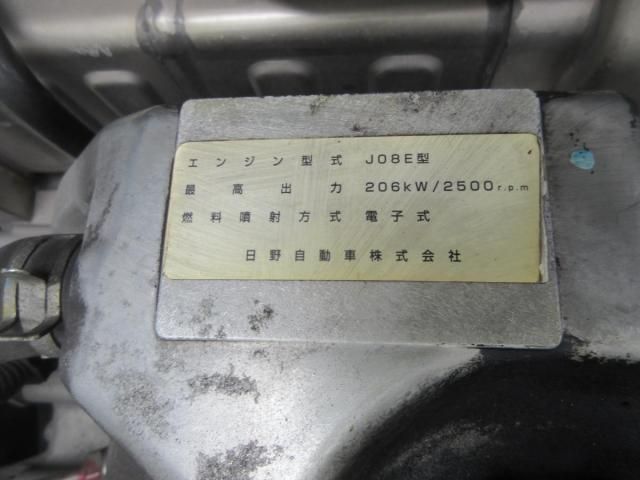 エンジン型式 J08E型
最高出力 206kW/2500r.p.m
燃料噴射方式 電子式
日野自動車株式会社